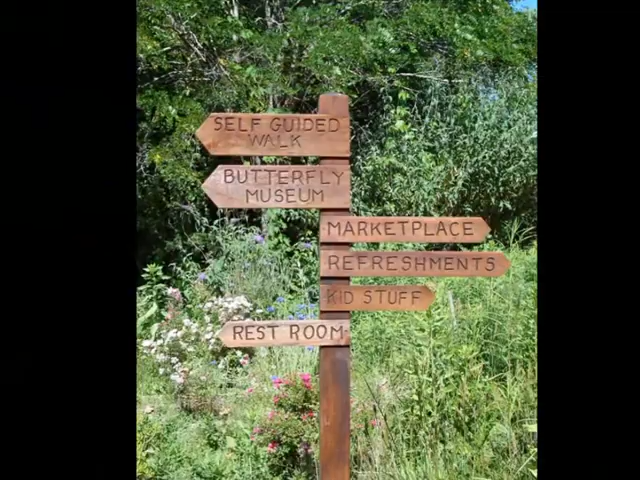 SELF GUIDED
WALK
BUTTERFLY
MUSEUM
MARKETPLACE
REFRESHMENTS
KID STUFF
REST ROOM